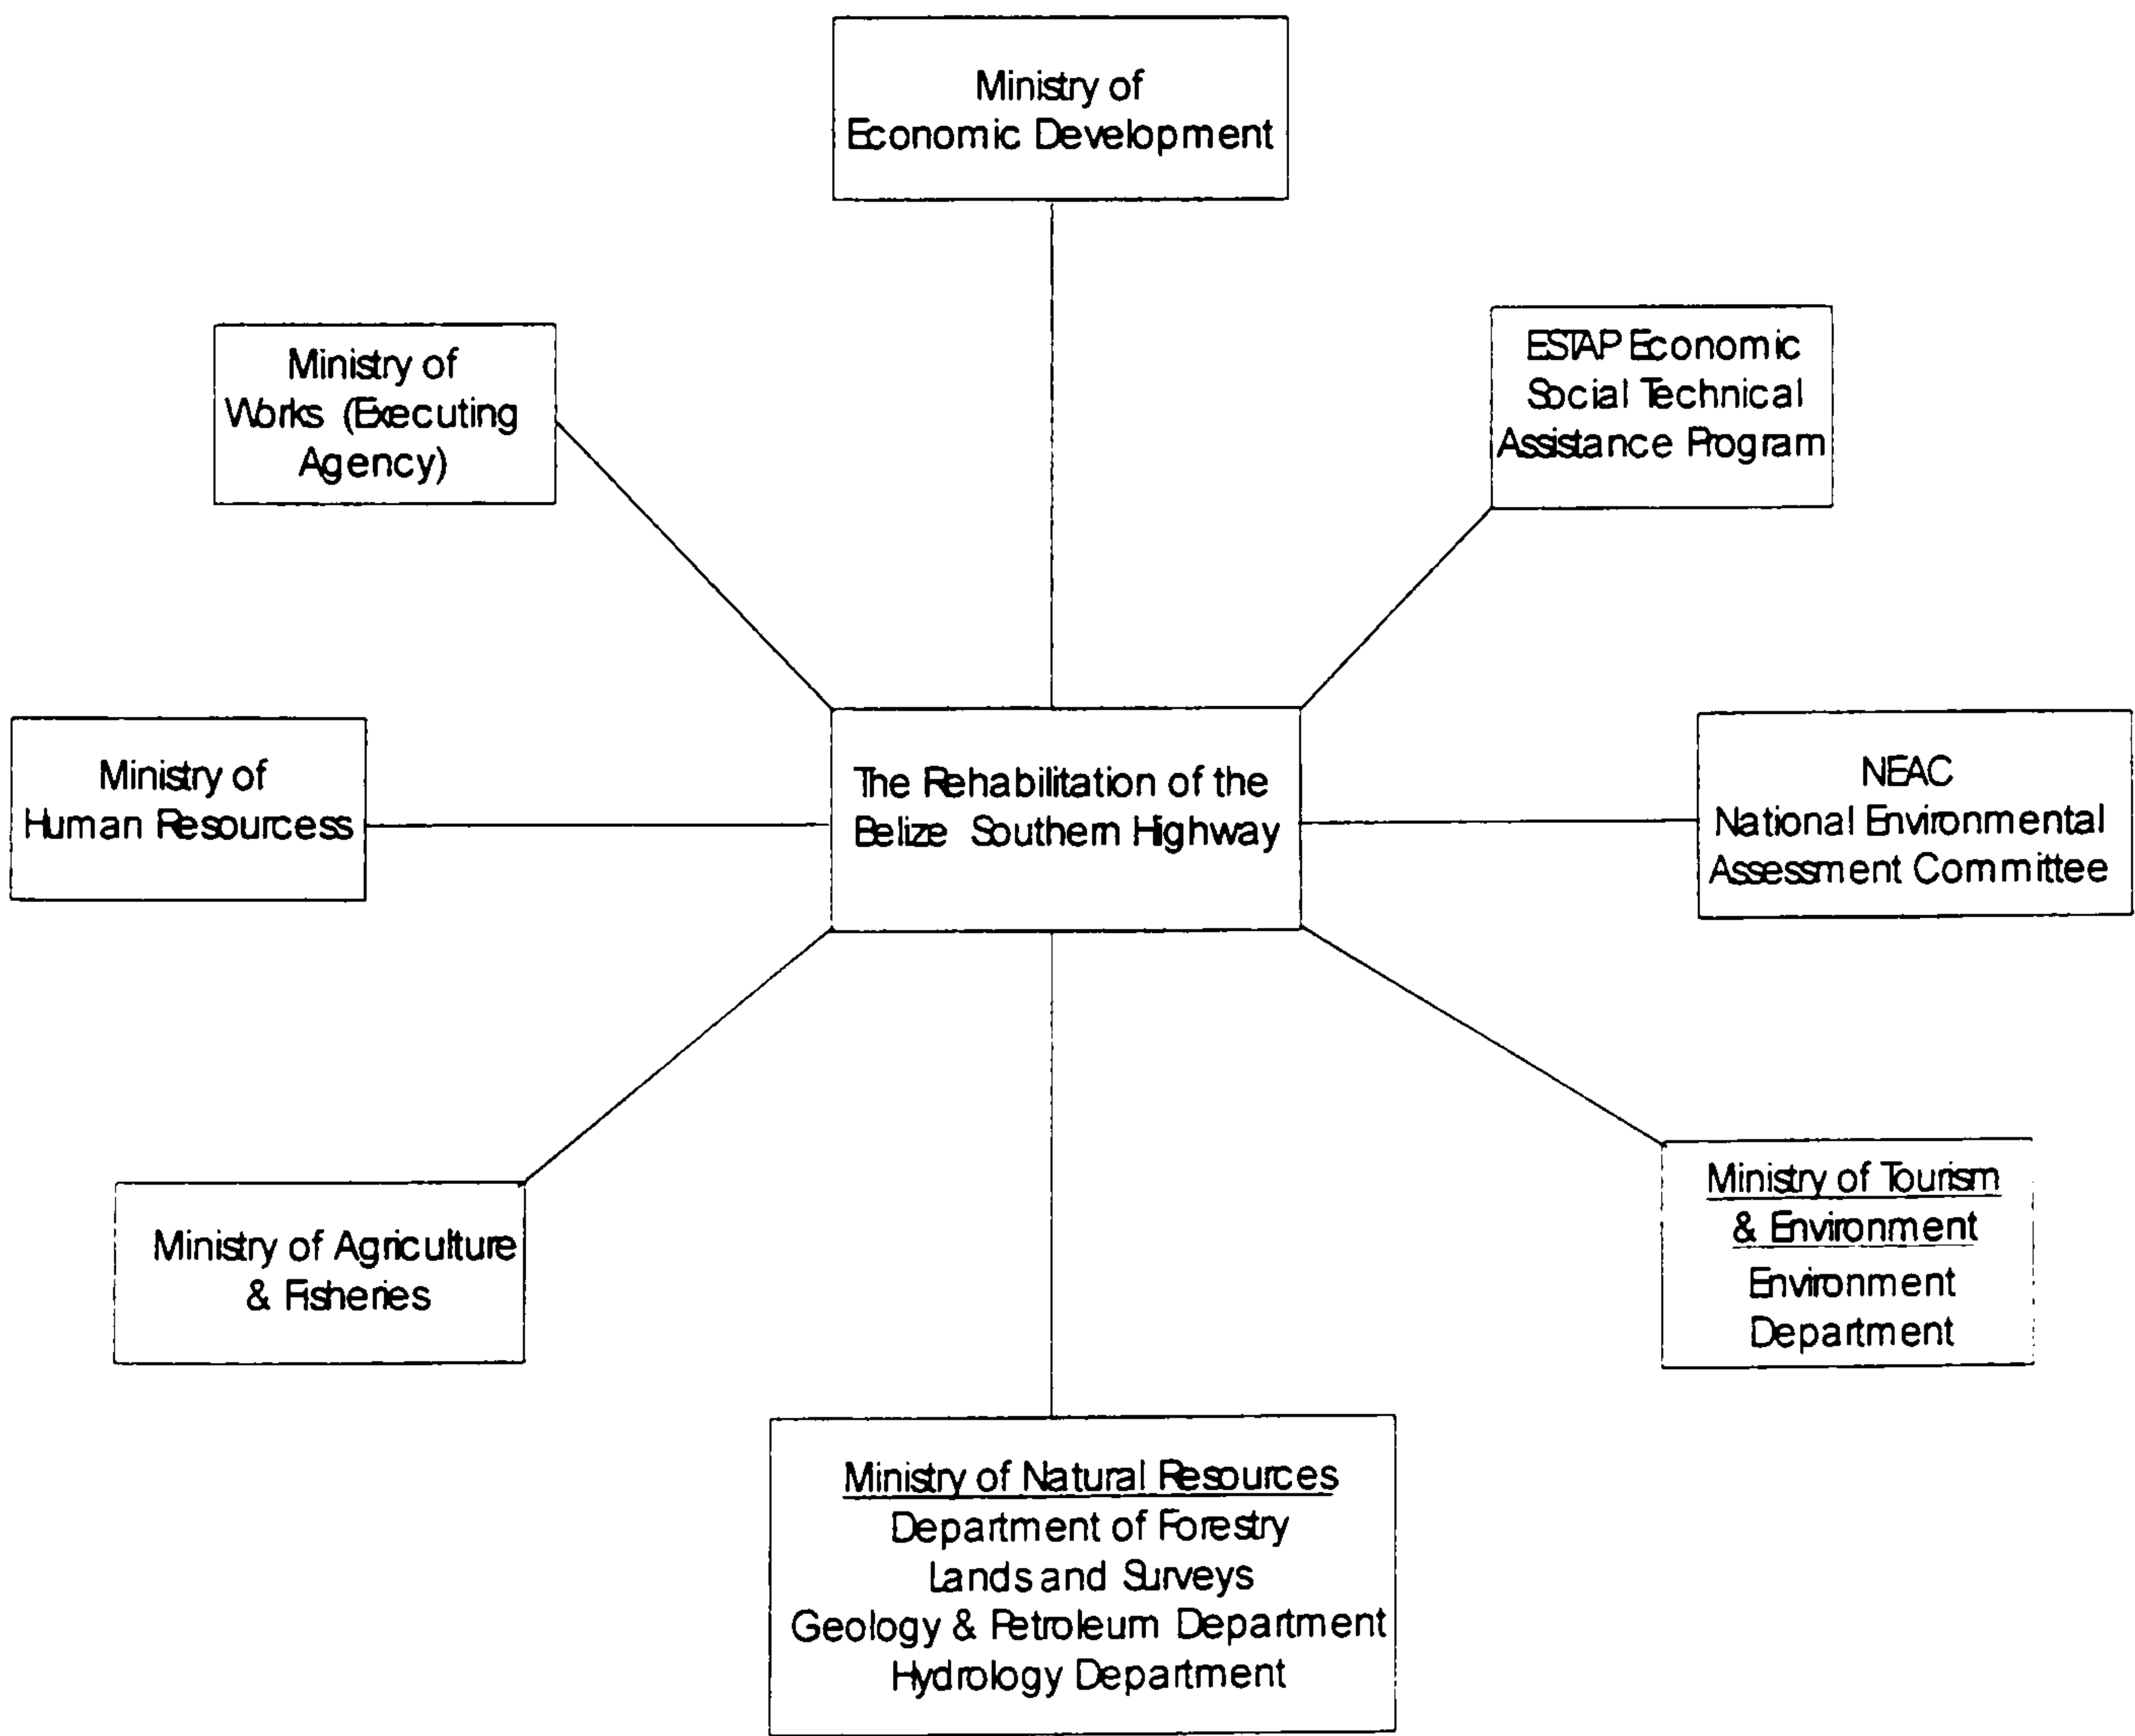 Ministry of
Economic Development
Ministry of
Works (Executing
Agency)
ESTAP Economic
Social Technical
Assistance Program
Ministry of
Human Resourcess
The Rehabilitation of the
Belize Southern Highway
NEAC
National Environmental
Assessment Committee
Ministry of Agriculture
& Fisheries
Ministry of Tourism
& Environment
Environment
Department
Ministry of Natural Resources
Department of Forestry
Lands and Surveys
Geology & Petroleum Department
Hydrology Department